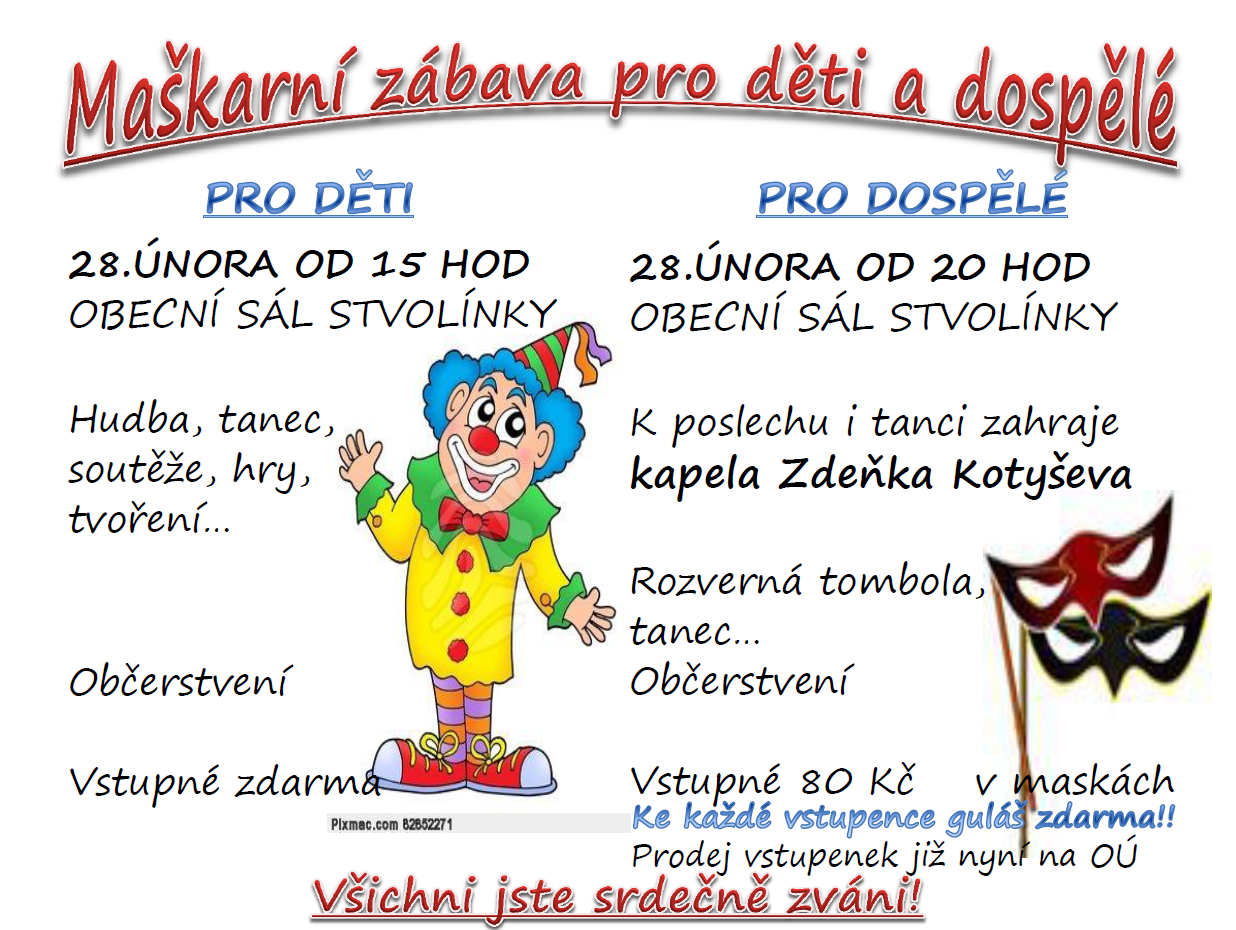 Maškarní zábava pro děti a dospělé
PRO DĚTI
28.ÚNORA OD 15 HOD
OBECNÍ SÁL STVOLÍNKY
Hudba, tanec,
soutěže, hry,
tvoření...
Občerstvení
Vstupné zdarma
Pixmac.com 82652271
PRO DOSPĚLÉ
28.ÚNORA OD 20 HOD
OBECNÍ SÁL STVOLÍNKY
K poslechu i tanci zahraje
kapela Zdeňka Kotyševa
Rozverná tombola,
tanec...
Občerstvení
Vstupné 80 Kč v maskách
Ke každé vstupence guláš zdarma!!
Prodej vstupenek již nyní na OÚ
Všichni jste srdečně zváni!